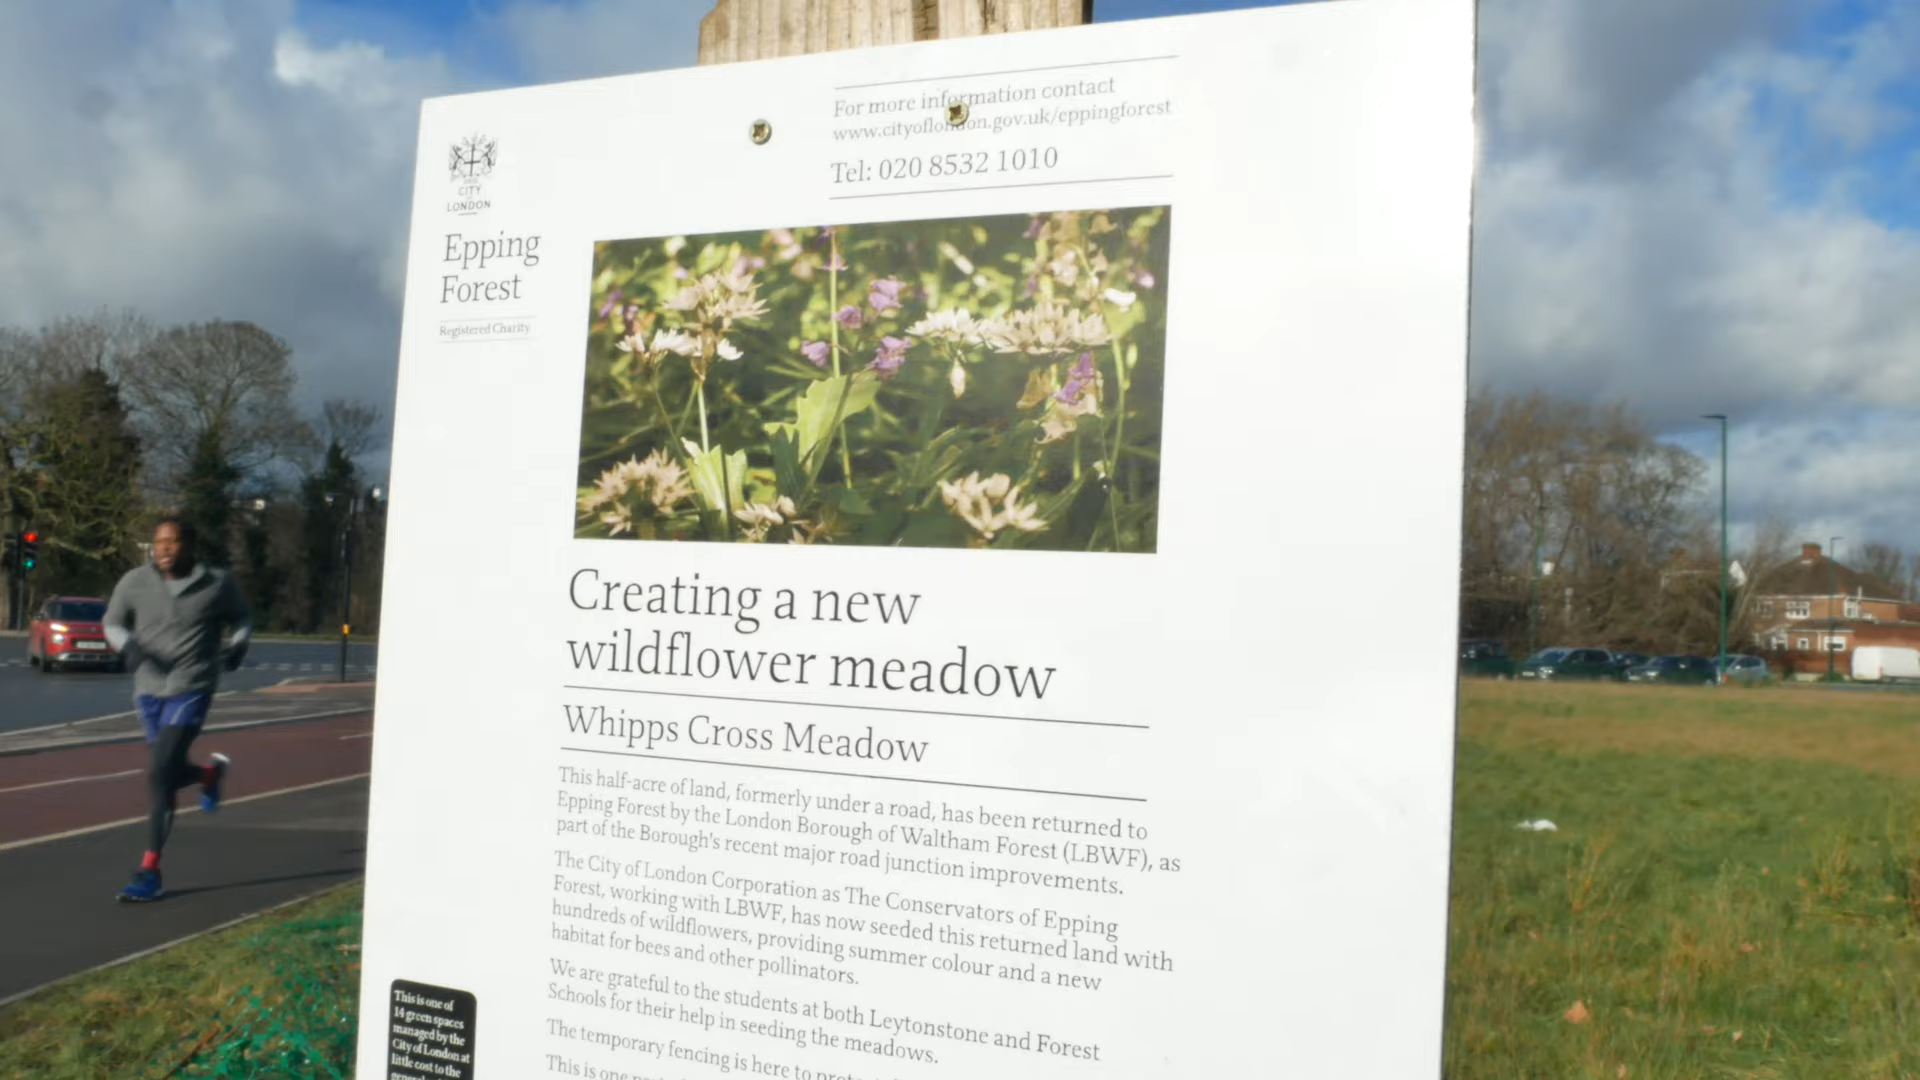 For more information contact
www.cityoflondon.gov.uk/eppingforest
Tel: 020 8532 1010
CITY
LONDON
Epping
Forest
Registered Charity
Creating a new
wildflower meadow
Whipps Cross Meadow
This half-acre of land, formerly under a road, has been returned to
Epping Forest by the London Borough of Waltham Forest (LBWF), as
part of the Borough's recent major road junction improvements.
The City of London Corporation as The Conservators of Epping
Forest, working with LBWF, has now seeded this returned land with
hundreds of wildflowers, providing summer colour and a new
habitat for bees and other pollinators.
We are grateful to the students at both Leytonstone and Forest
Schools for their help in seeding the meadows.
The temporary fencing is here to
This is one
This is one of
14 green spaces
managed by the
City of London at
little cost to the